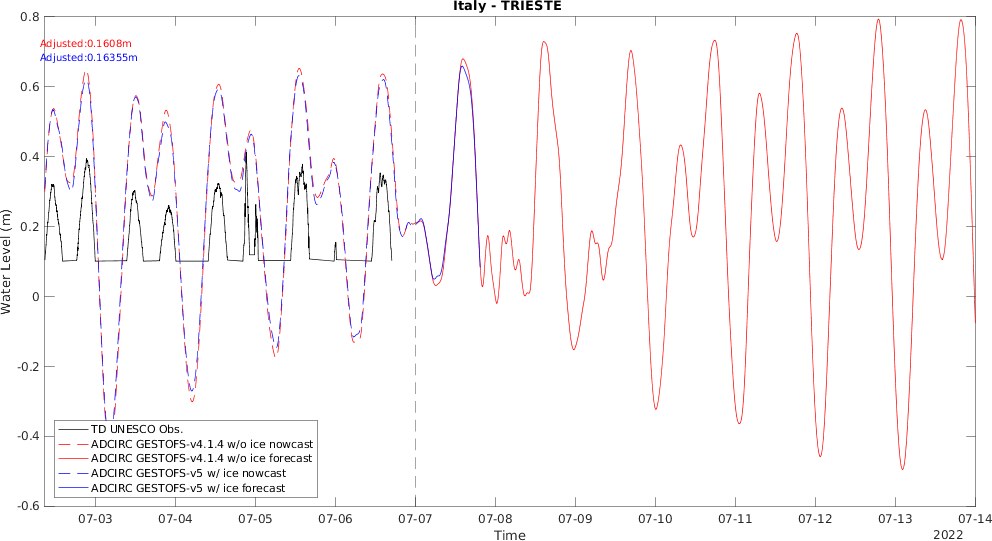 Italy - TRIESTE
Adjusted:0.1608m
Adjusted:0.16355m
Water Level (m)
0.8
0.6
0.4
0.2
0
-0.2
-0.4
-0.6
TD UNESCO Obs.
ADCIRC GESTOFS-v4.1.4 w/o ice nowcast
ADCIRC GESTOFS-v4.1.4 w/o ice forecast
ADCIRC GESTOFS-v5 w/ ice nowcast
ADCIRC GESTOFS-v5 w/ ice forecast
07-03 07-04 07-05 07-06 07-07 07-08 07-09 07-10 07-11 07-12 07-13 07-14
Time
2022